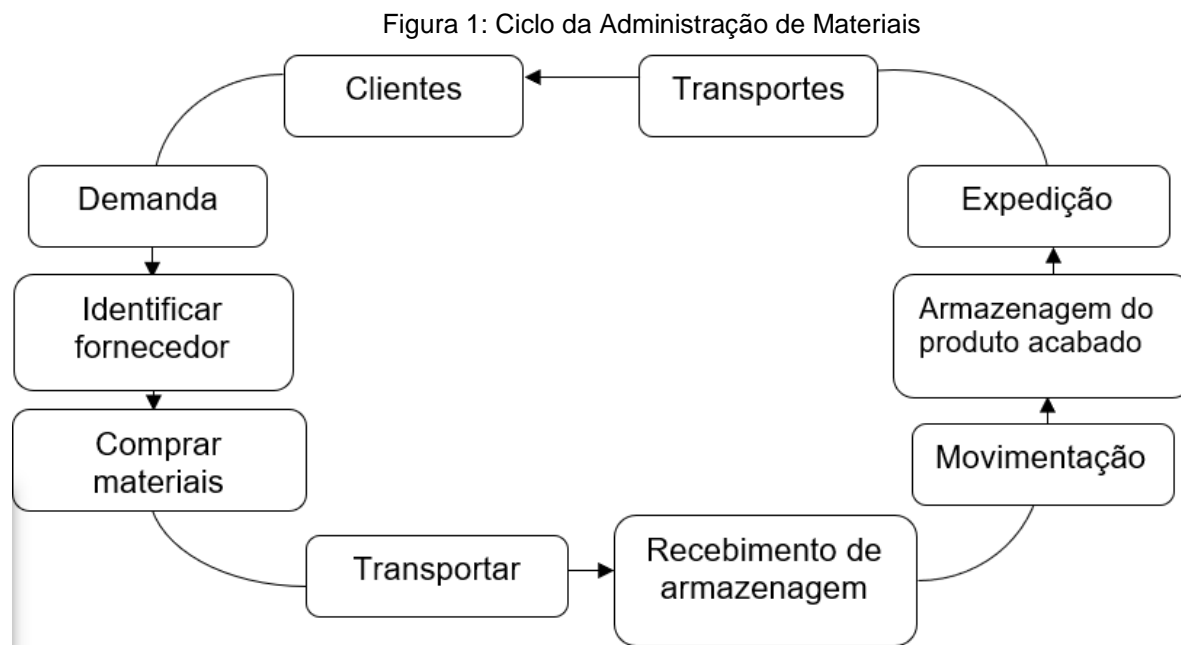 Figura 1: Ciclo da Administração de Materiais
Clientes
Transportes
Demanda
Expedição
Identificar
fornecedor
Armazenagem do
produto acabado
Comprar
materiais
Movimentação
Transportar
Recebimento de
armazenagem